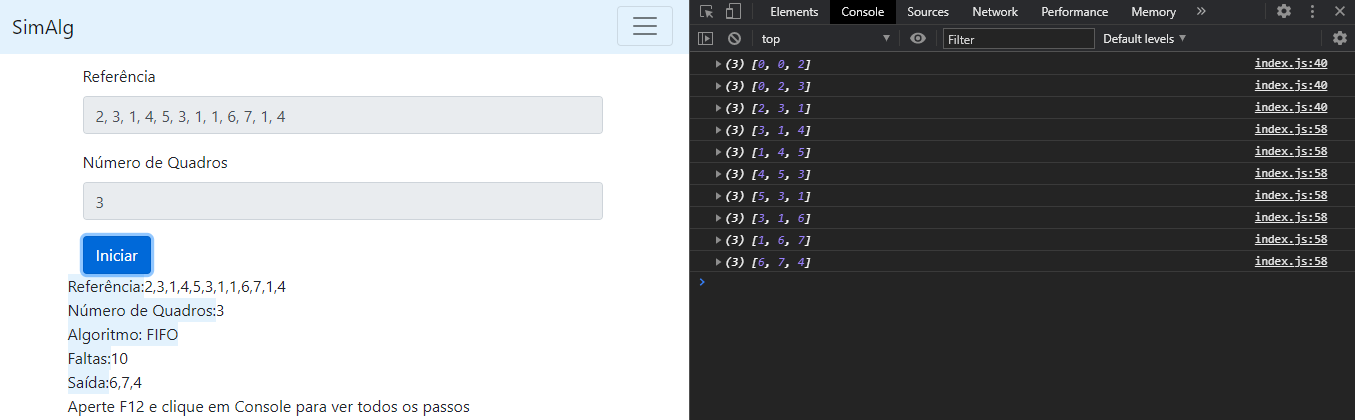 SimAlg
Referência
2, 3, 1, 4, 5, 3, 1, 1, 6, 7, 1, 4
Número de Quadros
3
Iniciar
Referência:2,3,1,4,5,3,1,1,6,7,1,4
Número de Quadros:3
Algoritmo: FIFO
Faltas:10
Saída:6,7,4
Aperte F12 e clique em Console para ver todos os passos
Elements Console Sources Network Performance Memory »
top Filter Default levels
(3) [0, 0, 2] index.js:40
(3) [0, 2, 3] index.js:40
(3) [2, 3, 1] index.js:40
(3) [3, 1, 4] index.js:58
(3) [1, 4, 5] index.js:58
(3) [4, 5, 3] index.js:58
(3) [5, 3, 1] index.js:58
(3) [3, 1, 6] index.js:58
(3) [1, 6, 7] index.js:58
(3) [6, 7, 4] index.js:58